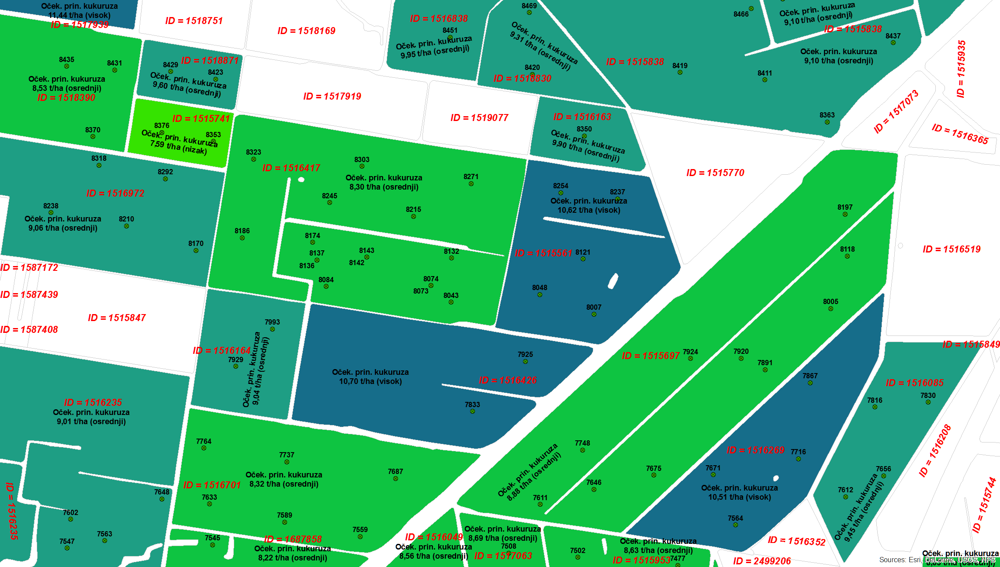 Oček. prin. kukuruza
11,44 t/ha (visok)
ID = 1517939
ID = 1518751
ID = 1518169
ID = 1516838
8451
Oček. prin. kukuruza
9,95 t/ha (osrednji)
8469
Oček. prin. kukuruza
9,31 t/ha (osrednji)
8420
ID = 1518830
8466
Oček. prin. kukuruza
9,10 t/ha (osrednji)
ID = 1515838
8437
Oček. prin. kukuruza
9,10 t/ha (osrednji)
ID = 1515838
8419
8411
8363
ID = 1515935
ID = 1517073
ID = 1516365
8435
8431
Oček. prin. kukuruza
8,53 t/ha (osrednji)
ID = 1518390
8370
ID = 1518871
8429
8423
Oček. prin. kukuruza
9,60 t/ha (osrednji)
ID = 1515741
8376
8353
Oček. prin. kukuruza
7,59 t/ha (nizak)
ID = 1517919
ID = 1519077
ID = 1516163
8350
Oček. prin. kukuruza
9,90 t/ha (osrednji)
ID = 1515770
8318
8292
ID = 1516972
8238
8210
Oček. prin. kukuruza
9,06 t/ha (osrednji)
8170
8323
ID = 1516417
8303
Oček. prin. kukuruza
8,30 t/ha (osrednji)
8271
8245
8215
8186
8174
8137
8136
8143
8142
8132
8084
8074
8073
8043
8254
8237
Oček. prin. kukuruza
10,62 t/ha (visok)
ID = 1515561
8121
8048
8007
8197
8118
8005
ID = 1516519
ID = 1587172
ID = 1587439
ID = 1515847
ID = 1587408
7993
ID = 1516164
7929
Oček. prin. kukuruza
9,04 t/ha (osrednji)
7925
Oček. prin. kukuruza
10,70 t/ha (visok)
ID = 1516426
7833
ID = 1515697
7924
7920
7891
7867
ID = 1515849
ID = 1516085
7816
7830
ID = 1516235
Oček. prin. kukuruza
9,01 t/ha (osrednji)
7764
7737
7687
Oček. prin. kukuruza
8,32 t/ha (osrednji)
ID = 1516701
7633
7589
7559
7748
Oček. prin. kukuruza
8,88 t/ha (osrednji)
7675
7646
7611
ID = 1516269
7716
7671
Oček. prin. kukuruza
10,51 t/ha (visok)
7564
7656
7612
Oček. prin. kukuruza
9,45 t/ha (osrednji)
ID = 1516208
ID = 1515744
ID = 1516235
7648
7602
7563
7547
7545
ID = 1687858
Oček. prin. kukuruza
8,22 t/ha (osrednji)
ID = 1516049
Oček. prin. kukuruza
8,56 t/ha (osrednji)
Oček. prin. kukuruza
8,69 t/ha (osrednji)
7508
ID = 1517063
7502
Oček. prin. kukuruza
8,63 t/ha (osrednji)
ID = 1515953
7477
ID = 1516352
ID = 2499206
Oček. prin. kukuruza
Sources: Esri, DeLorme, USGS, NPS